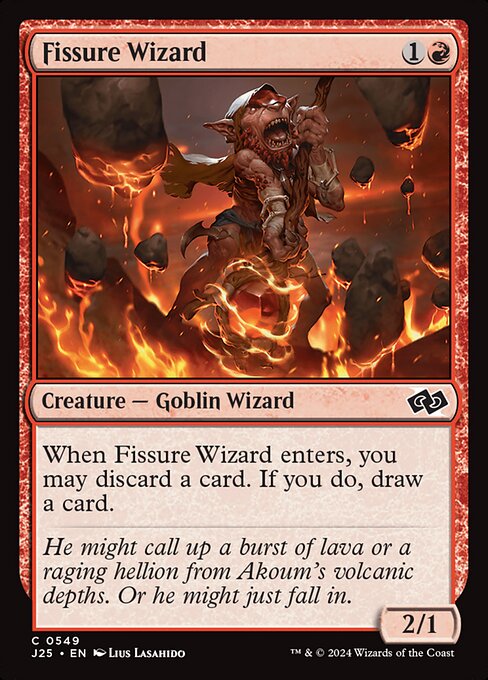 Fissure Wizard 1
Creature — Goblin Wizard
When Fissure Wizard enters, you
may discard a card. If you do, draw
a card.
He might call up a burst of lava or a
raging hellion from Akoum's volcanic
depths. Or he might just fall in.
2/1
C 0549
J25 • EN Lius Lasahido
™ & © 2024 Wizards of the Coast